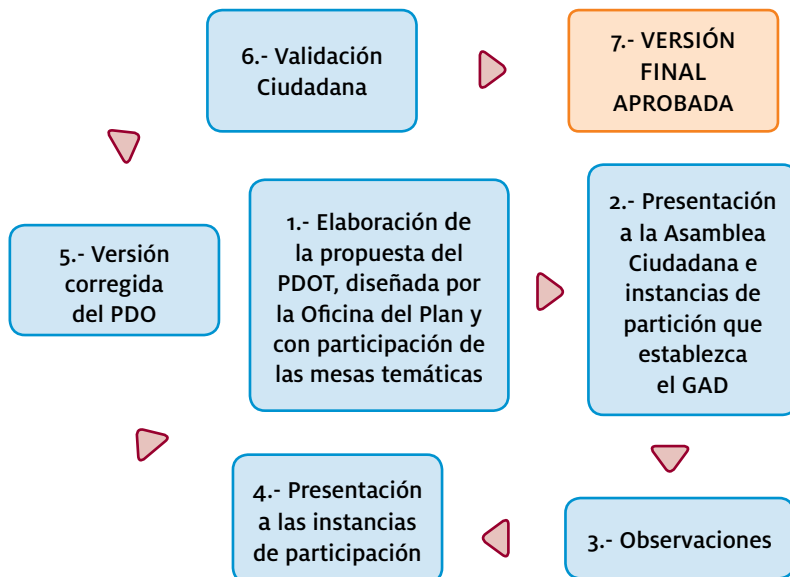 6.- Validación
Ciudadana
7.- VERSIÓN
FINAL
APROBADA
5.- Versión
corregida
del PDO
1.- Elaboración de
la propuesta del
PDOT, diseñada por
la Oficina del Plan y
con participación de
las mesas temáticas
2.- Presentación
a la Asamblea
Ciudadana e
instancias de
partición que
establezca
el GAD
4.- Presentación
a las instancias
de participación
3.- Observaciones